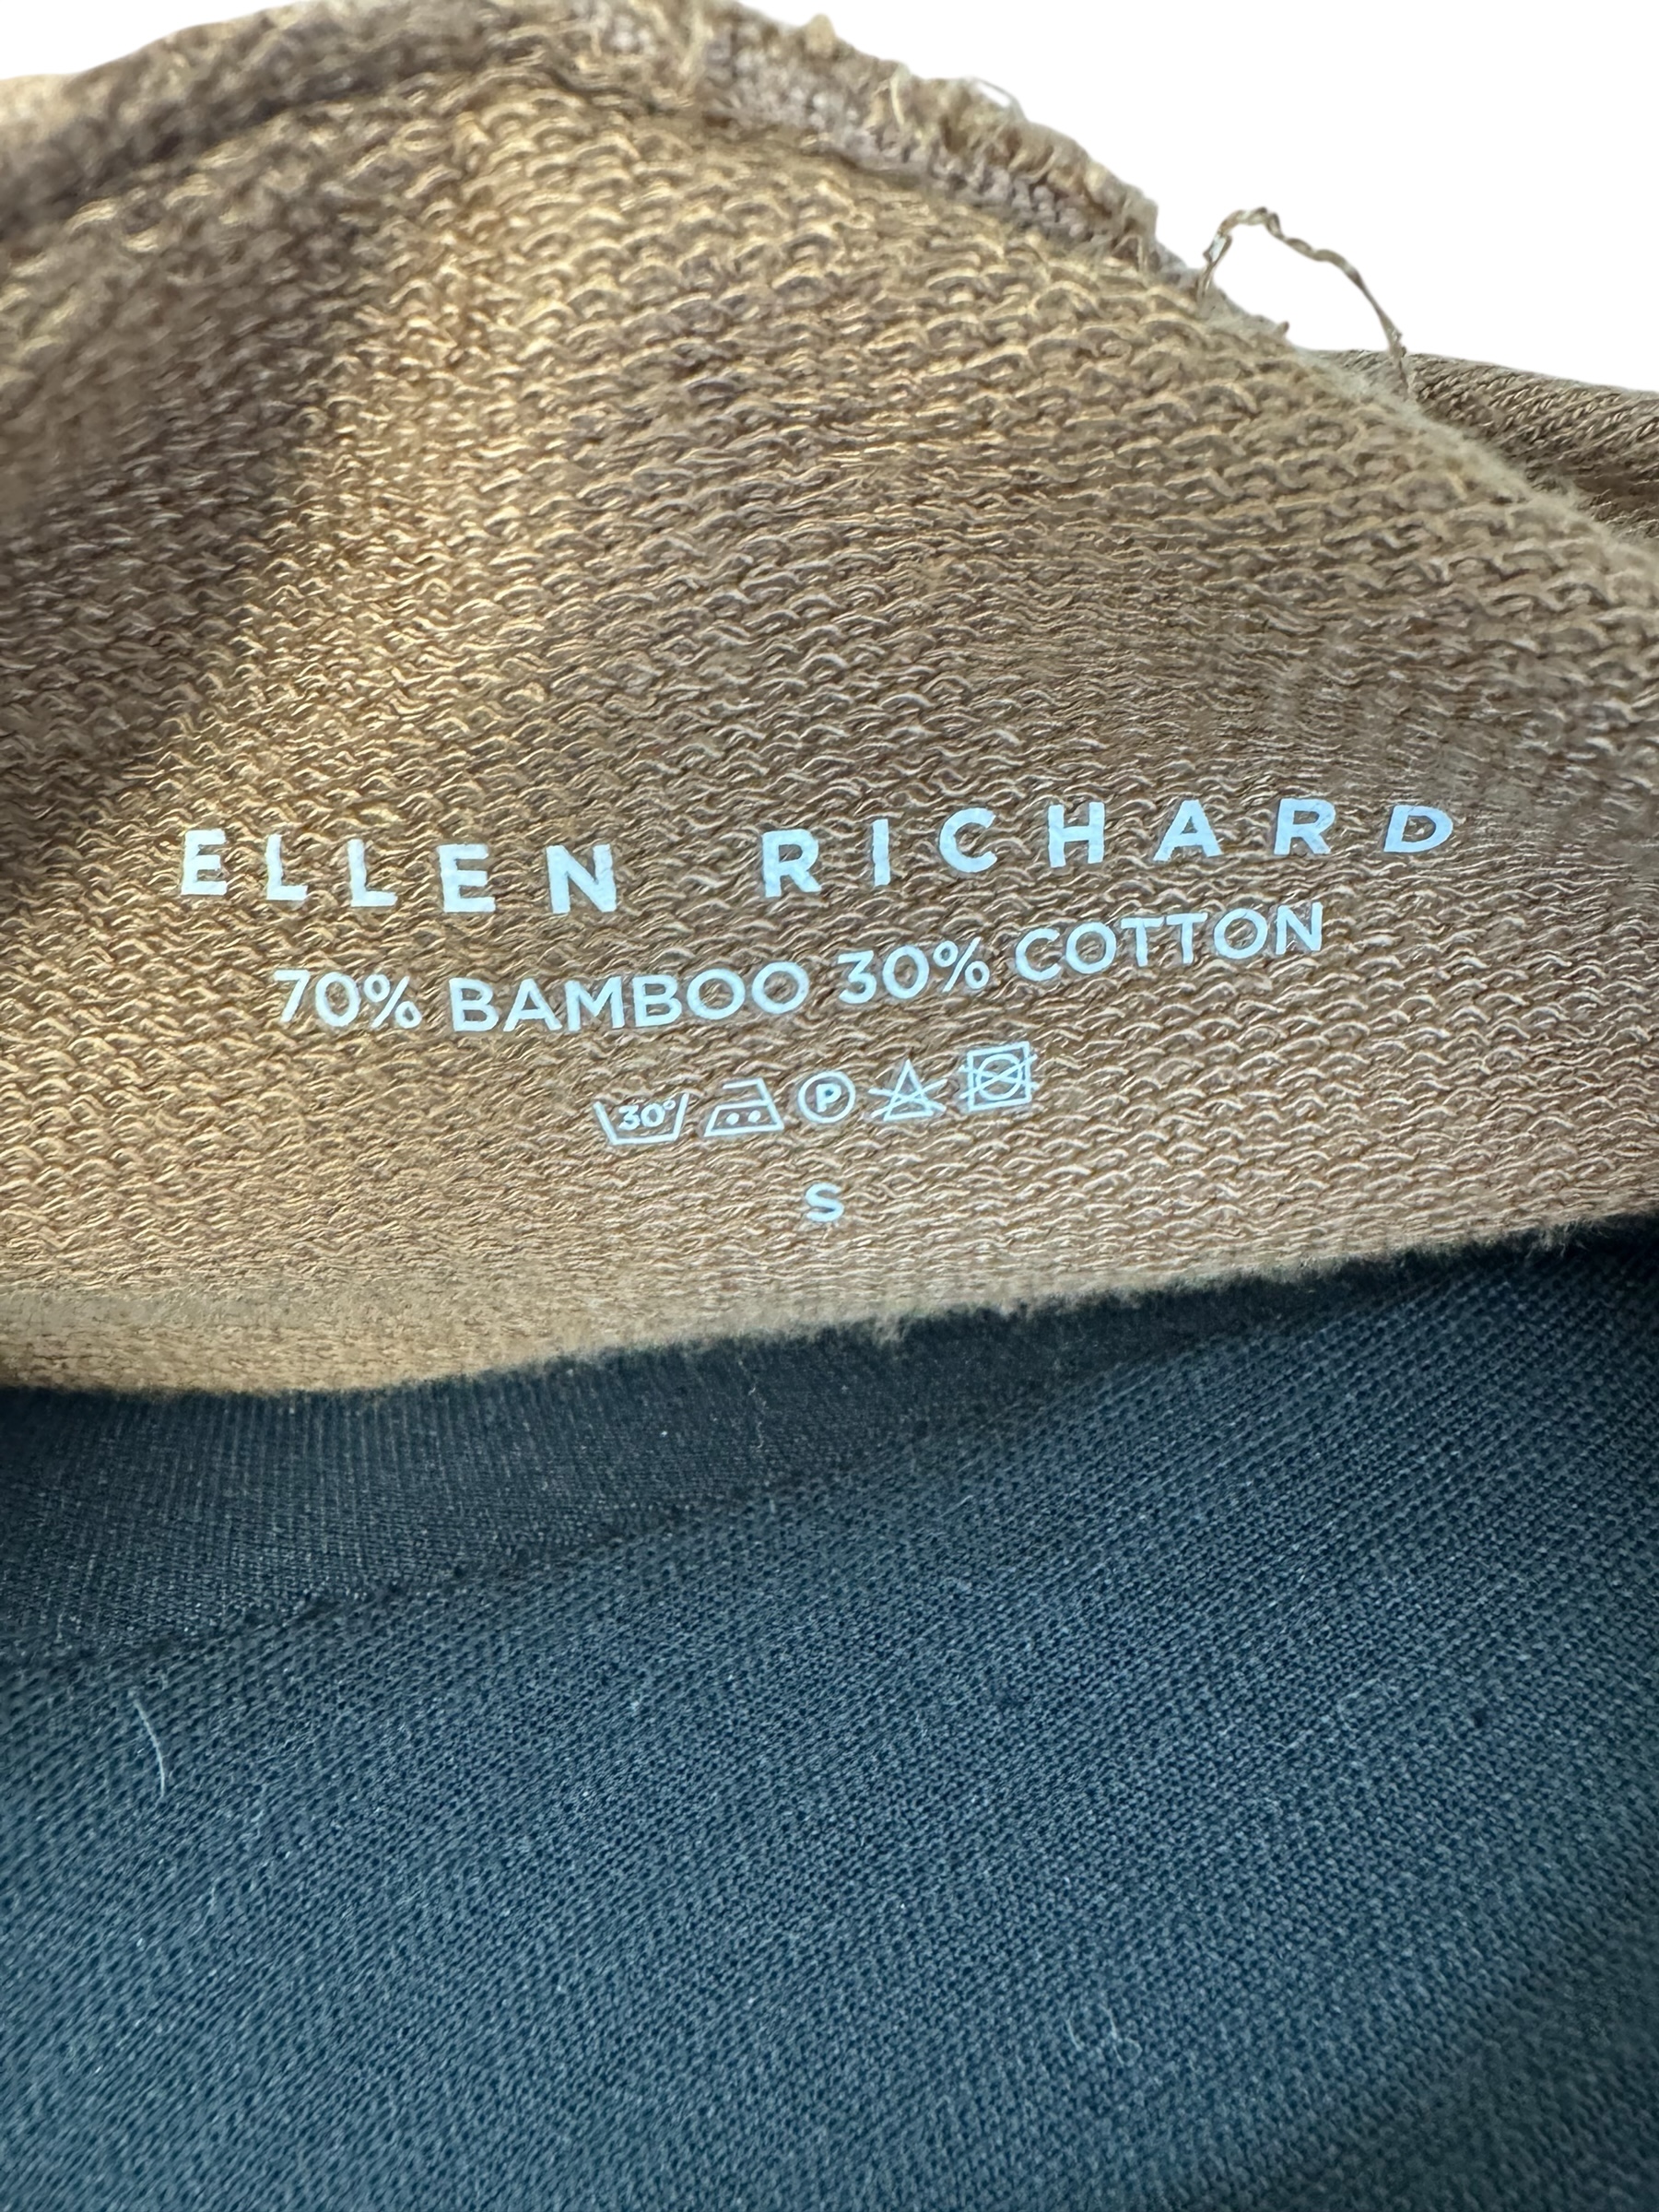 ELLEN RICHARD
70% BAMBOO 30% COTTON
30° P
S